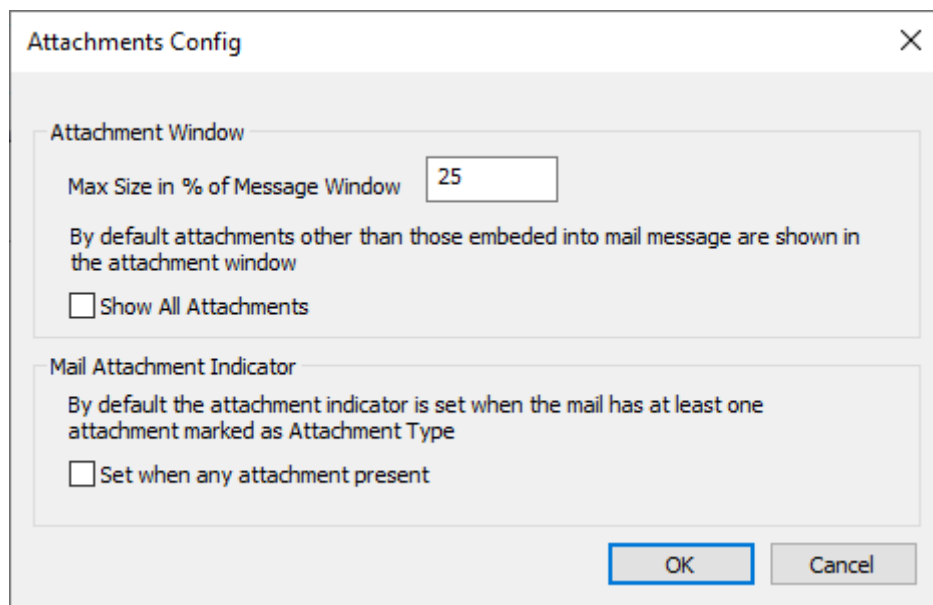 Attachments Config
Attachment Window
Max Size in % of Message Window
25
By default attachments other than those embeded into mail message are shown in
the attachment window
Show All Attachments
Mail Attachment Indicator
By default the attachment indicator is set when the mail has at least one
attachment marked as Attachment Type
Set when any attachment present
OK
Cancel